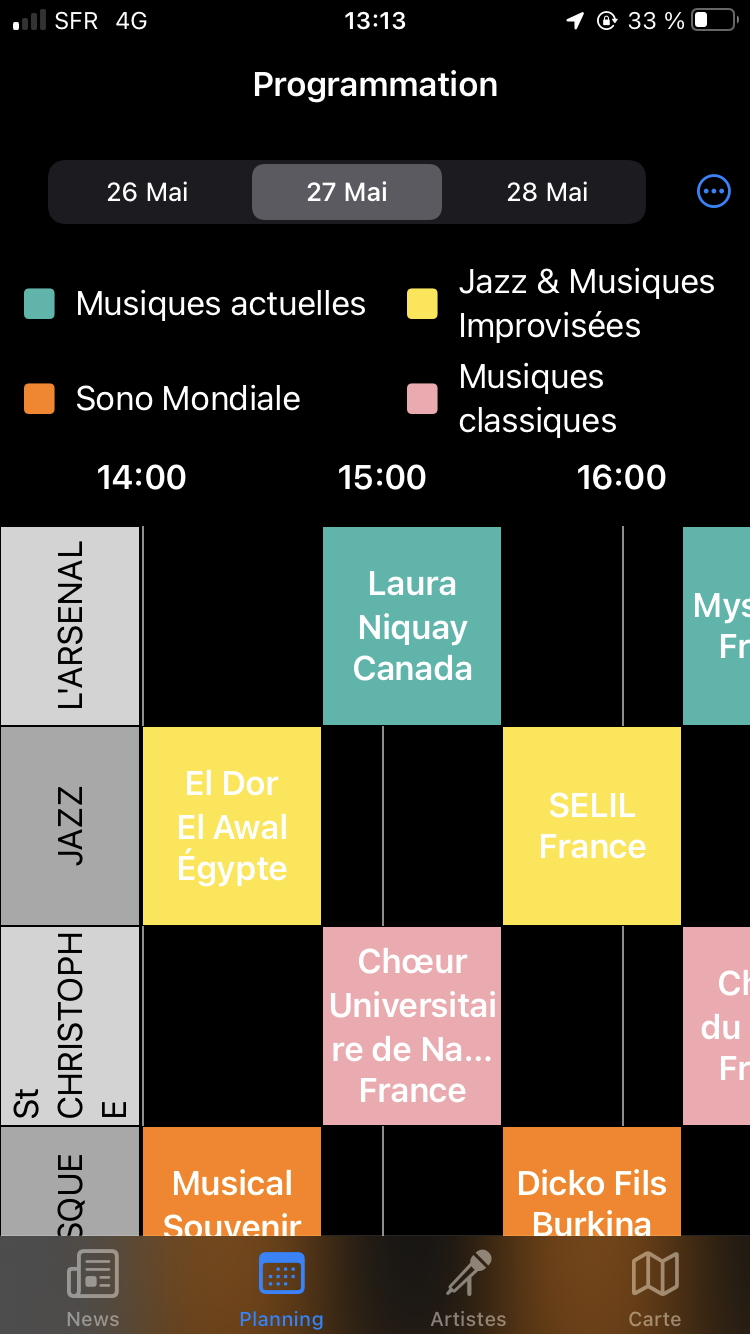 SFR 4G 13:13 33 %
Programmation
26 Mai 27 Mai 28 Mai
Musiques actuelles
Jazz & Musiques
Improvisées
Sono Mondiale
Musiques
classiques
14:00 15:00 16:00
L'ARSENAL
Laura
Niquay
Canada
Mys
Fr
JAZZ
El Dor
El Awal
Égypte
SELIL
France
St
CHRISTOPH
E
Chœur
Universitai
re de Na...
France
Ch
du
Fr
SQUE
Musical
Souvenir
Dicko Fils
Burkina
News Planning Artistes Carte